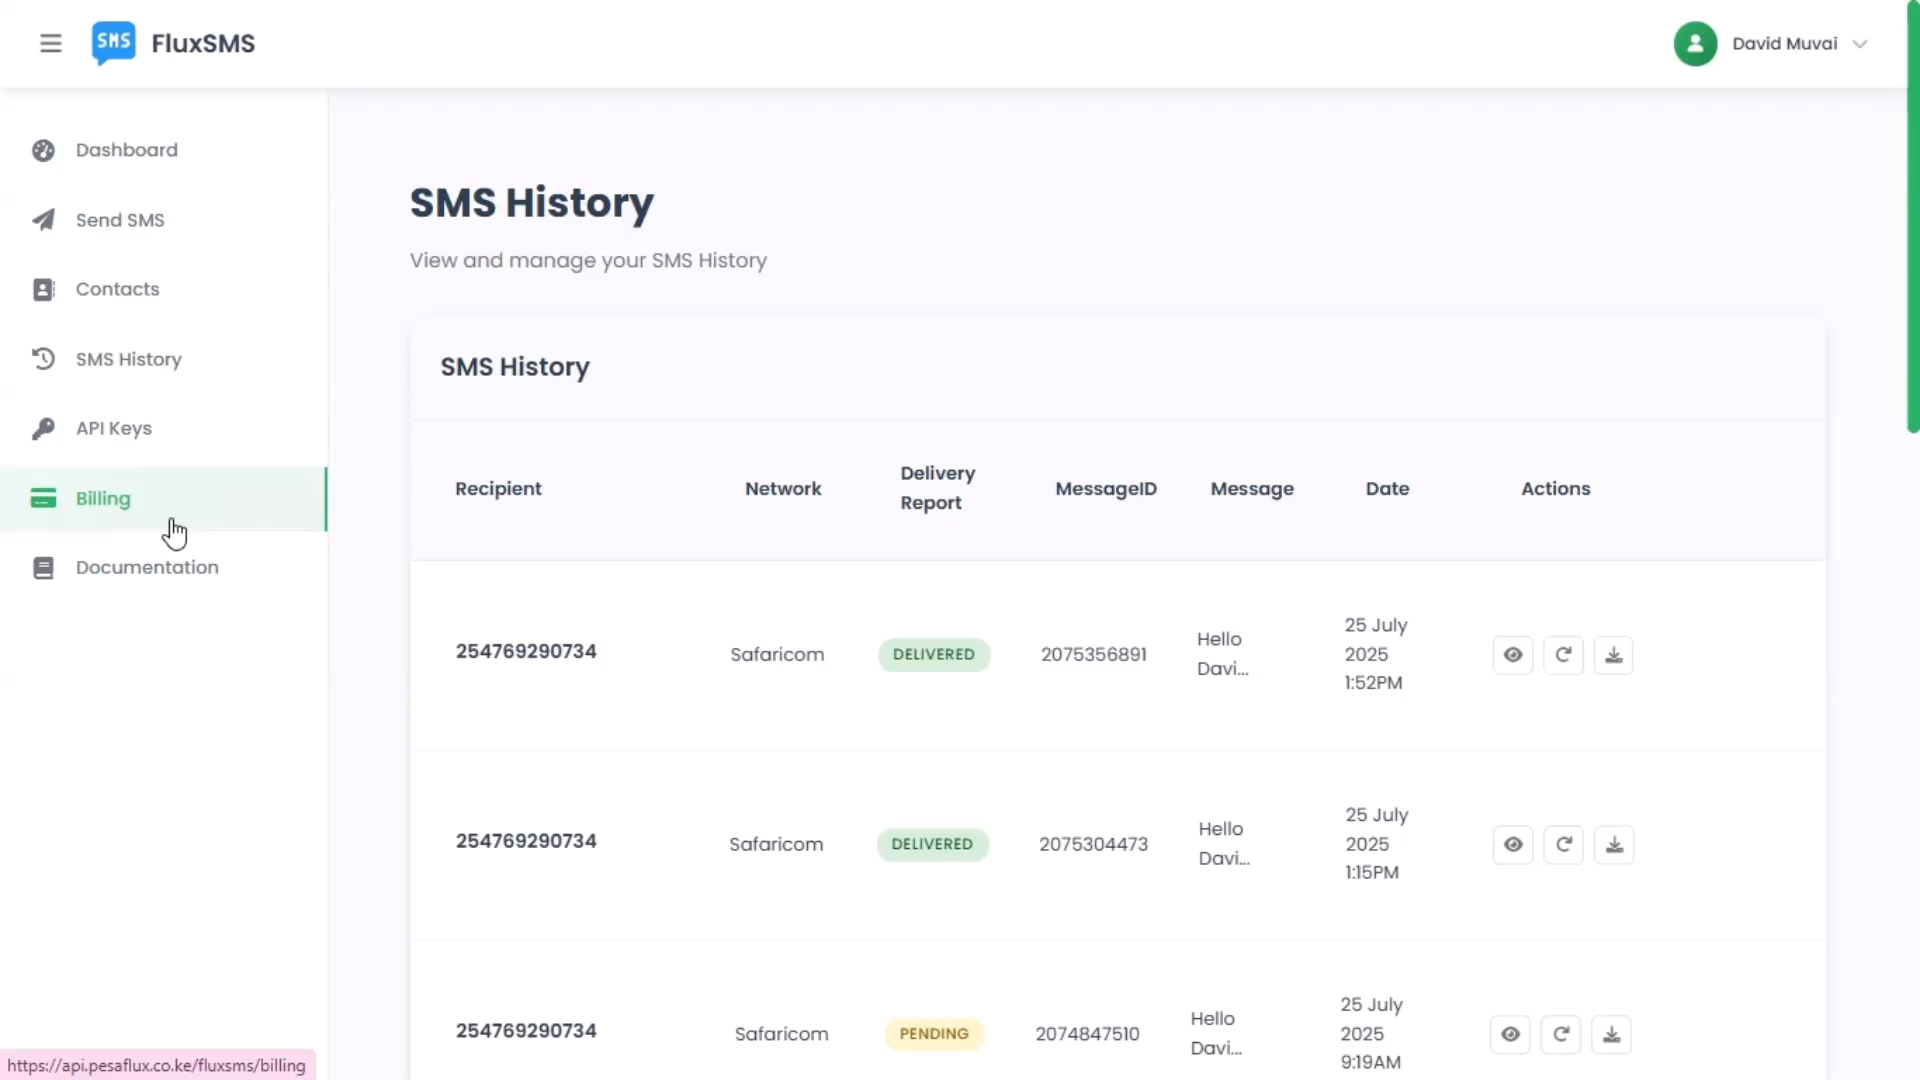 SMS
FluxSMS
David Muvai
Dashboard
Send SMS
Contacts
SMS History
API Keys
Billing
Documentation
SMS History
View and manage your SMS History
SMS History
Recipient
Network
Delivery
Report
MessageID
Message
Date
Actions
254769290734
Safaricom
DELIVERED
2075356891
Hello
Davi...
25 July
2025
1:52PM
254769290734
Safaricom
DELIVERED
2075304473
Hello
Davi...
25 July
2025
1:15PM
254769290734
Safaricom
PENDING
2074847510
Hello
Davi...
25 July
2025
9:19AM
https://api.pesaflux.co.ke/fluxsms/billing